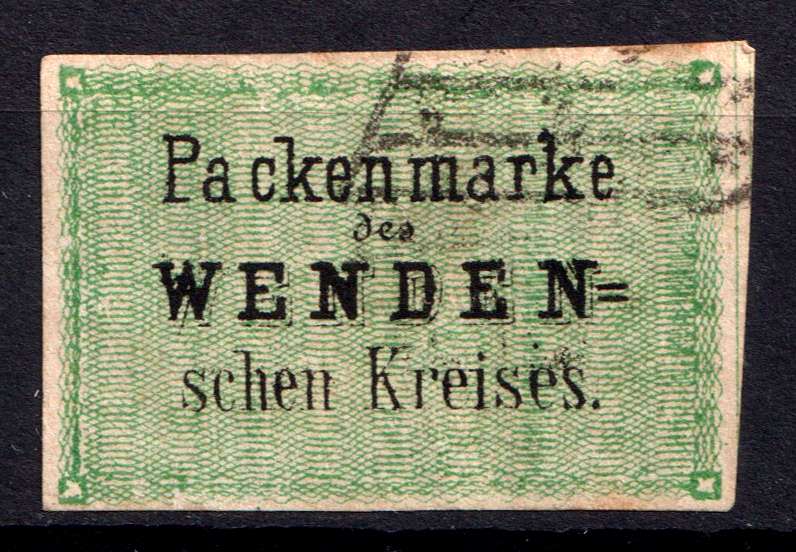 Packenmarke
des
WENDEN=
schen Kreises.